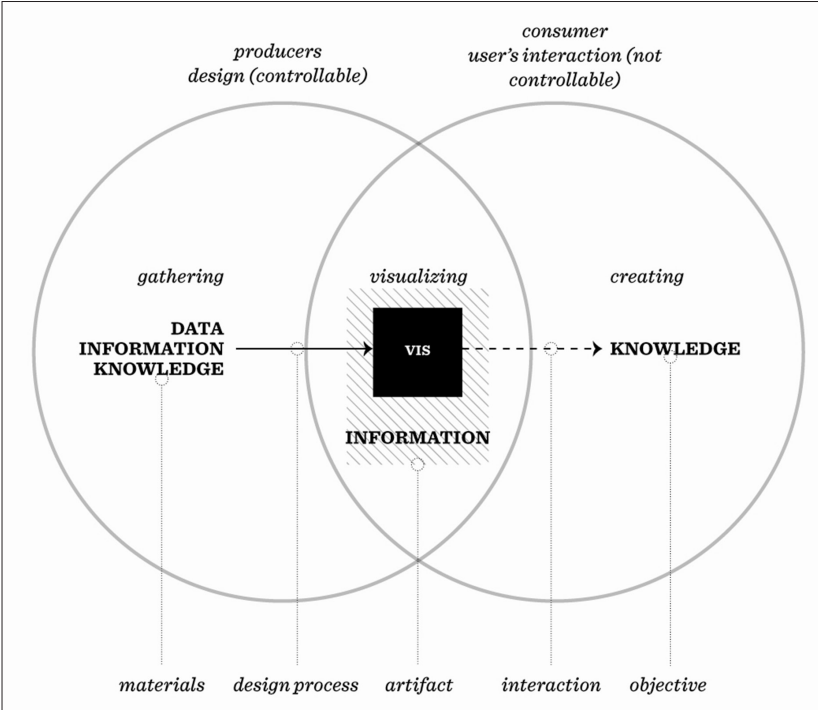 producers
design (controllable)
consumer
user's interaction (not
controllable)
gathering
visualizing
creating
DATA
INFORMATION
KNOWLEDGE
VIS
KNOWLEDGE
INFORMATION
materials
design process
artifact
interaction
objective